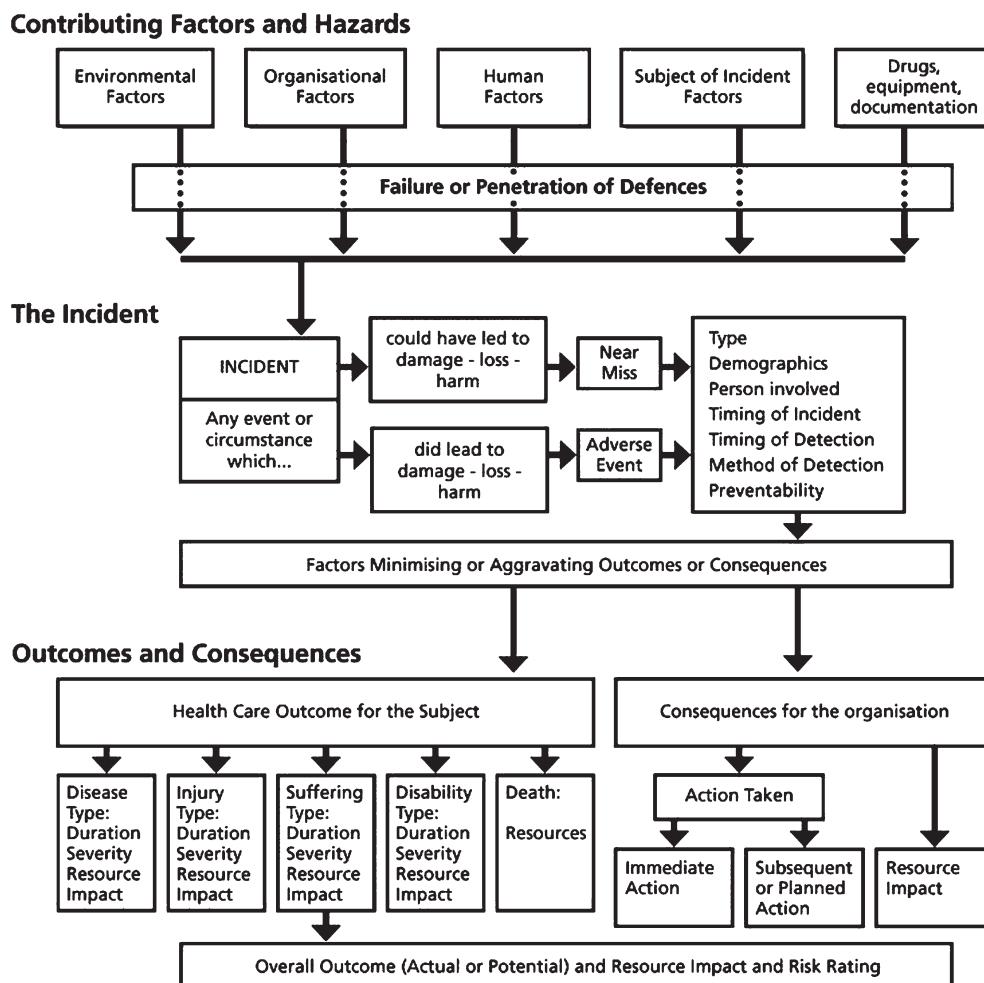 Contributing Factors and Hazards
Environmental
Factors
Organisational
Factors
Human
Factors
Subject of Incident
Factors
Drugs,
equipment,
documentation
Failure or Penetration of Defences
The Incident
INCIDENT
Any event or
circumstance
which...
could have led to
damage - loss -
harm
Near
Miss
did lead to
damage - loss -
harm
Adverse
Event
Type
Demographics
Person involved
Timing of Incident
Timing of Detection
Method of Detection
Preventability
Factors Minimising or Aggravating Outcomes or Consequences
Outcomes and Consequences
Health Care Outcome for the Subject
Disease
Type:
Duration
Severity
Resource
Impact
Injury
Type:
Duration
Severity
Resource
Impact
Suffering
Type:
Duration
Severity
Resource
Impact
Disability
Type:
Duration
Severity
Resource
Impact
Death:
Resources
Consequences for the organisation
Action Taken
Immediate
Action
Subsequent
or Planned
Action
Resource
Impact
Overall Outcome (Actual or Potential) and Resource Impact and Risk Rating